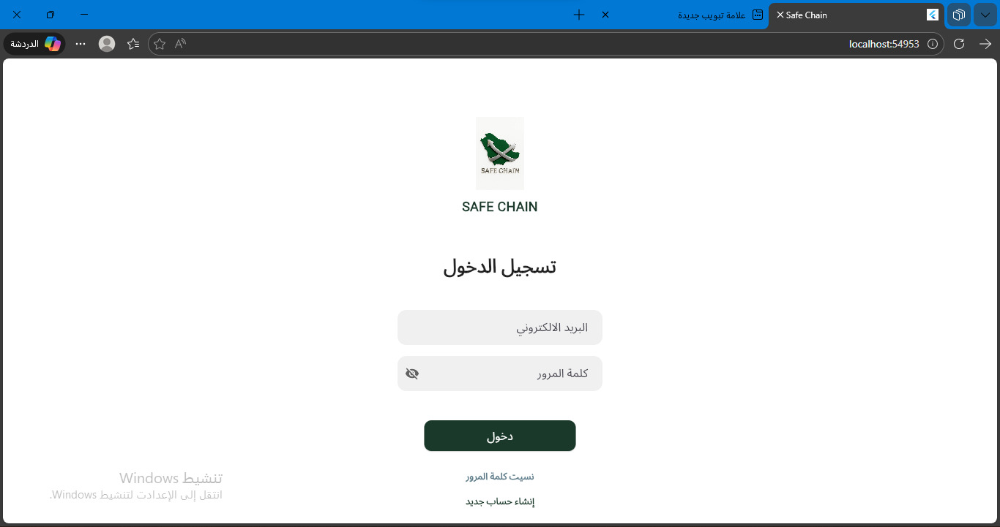 Safe Chain
علامة تبويب جديدة
localhost:54953
الدردشة
SAFE CHAIN
SAFE CHAIN
تسجيل الدخول
البريد الالكتروني
كلمة المرور
دخول
نسيت كلمة المرور
إنشاء حساب جديد
تنشيط Windows
انتقل إلى الإعدادت لتنشيط Windows.